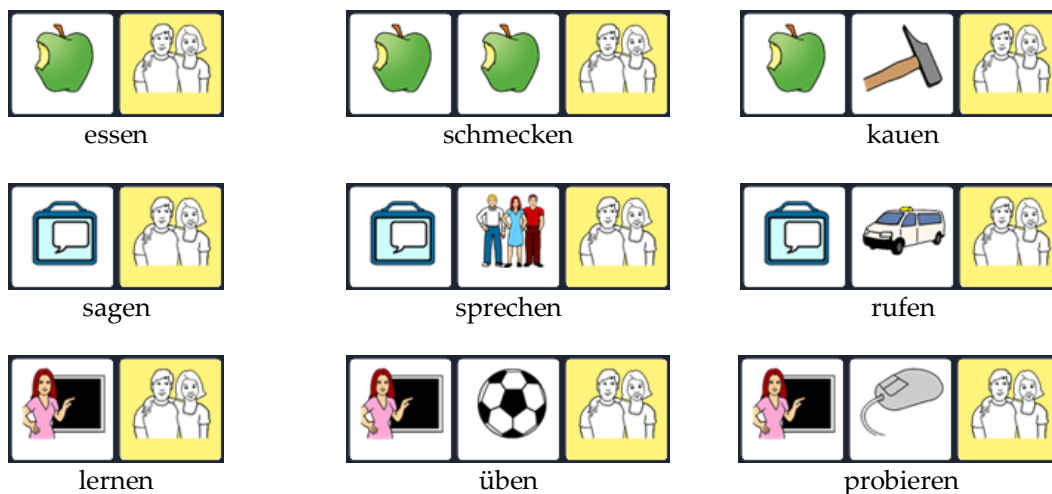 essen schmecken kauen
sagen sprechen rufen
lernen üben probieren